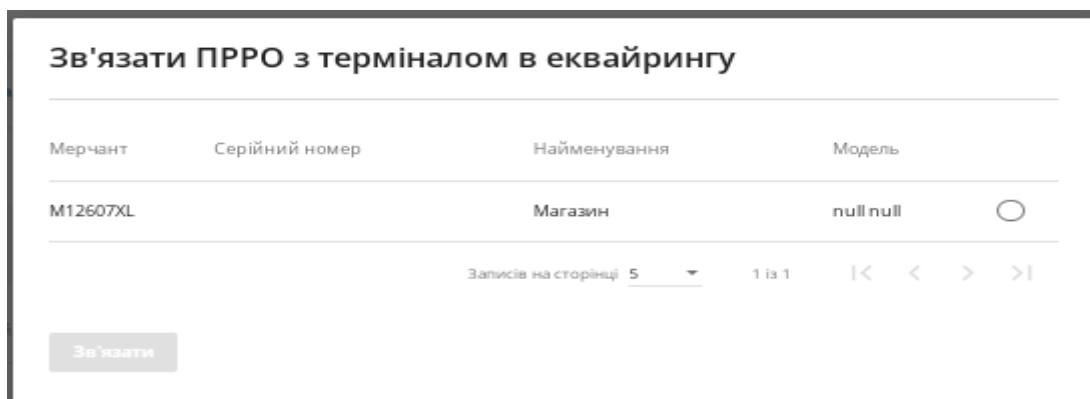 Зв'язати ПРРО з терміналом в еквайрингу
Мерчант Серійний номер Найменування Модель
M12607XL Магазин null null
Записів на сторінці 5 1 із 1
Зв'язати